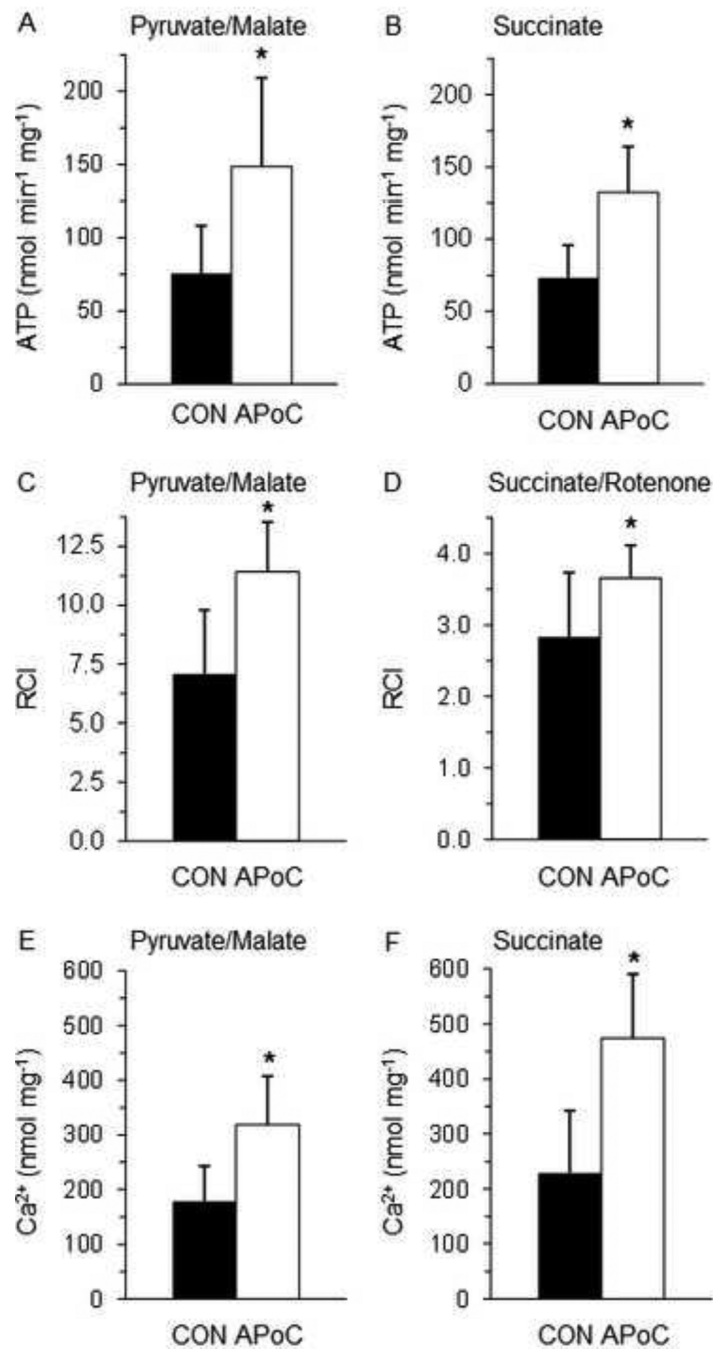 A Pyruvate/Malate
*
ATP (nmol min⁻¹ mg⁻¹)
200
150
100
50
0
CON APoC
B Succinate
*
ATP (nmol min⁻¹ mg⁻¹)
200
150
100
50
0
CON APoC
C Pyruvate/Malate
*
RCI
12.5
10.0
7.5
5.0
2.5
0.0
CON APoC
D Succinate/Rotenone
*
RCI
4.0
3.0
2.0
1.0
0.0
CON APoC
E Pyruvate/Malate
*
Ca²⁺ (nmol mg⁻¹)
600
500
400
300
200
100
0
CON APoC
F Succinate
*
Ca²⁺ (nmol mg⁻¹)
600
500
400
300
200
100
0
CON APoC